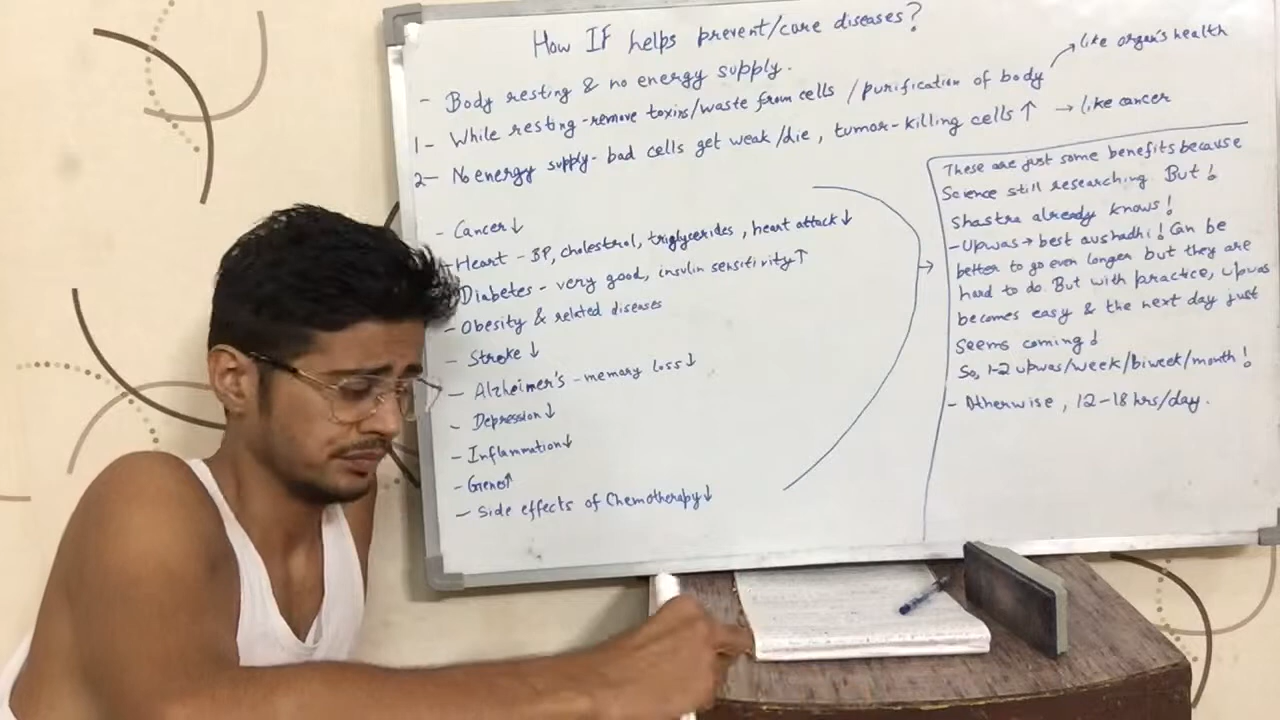 How IF helps prevent/cure diseases?
- Body resting & no energy supply.
1- While resting - remove toxins/waste from cells / purification of body → like organ's health
2- No energy supply - bad cells get weak/die, tumor-killing cells ↑ → like cancer
- Cancer ↓
- Heart - BP, cholestrol, triglycerides, heart attack ↓
- Diabetes - very good, insulin sensitivity ↑
- Obesity & related diseases
- Stroke ↓
- Alzheimer's - memory loss ↓
- Depression ↓
- Inflammation ↓
- Genes ↑
- Side effects of Chemotherapy ↓
These are just some benefits because
Science still researching. But!
Shastra already knows!
- Upwas → best aushadhi! Can be
better to go even longer but they are
hard to do. But with practice, upwas
becomes easy & the next day just
seems coming!
So, 1-2 upwas/week/biweek/month!
- Otherwise, 12-18 hrs/day.